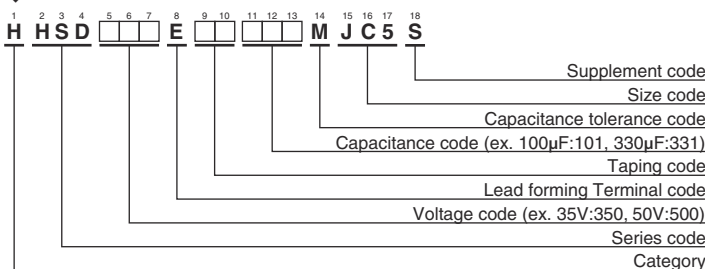 1 2 3 4 5 6 7 8 9 10 11 12 13 14 15 16 17 18
H HSD □□□ E □□ □□□ M J C 5 S
Supplement code
Size code
Capacitance tolerance code
Capacitance code (ex. 100µF:101, 330µF:331)
Taping code
Lead forming Terminal code
Voltage code (ex. 35V:350, 50V:500)
Series code
Category